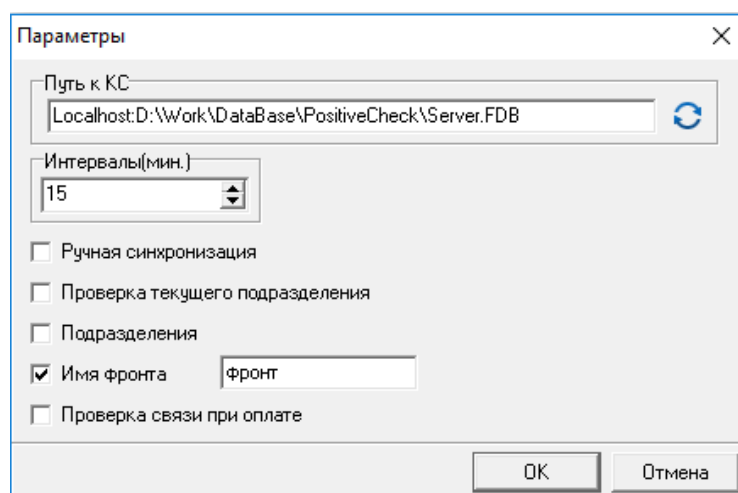 Параметры
Путь к КС
Localhost:D:\Work\DataBase\PositiveCheck\Server.FDB
Интервалы(мин.)
15
Ручная синхронизация
Проверка текущего подразделения
Подразделения
Имя фронта фронт
Проверка связи при оплате
OK Отмена